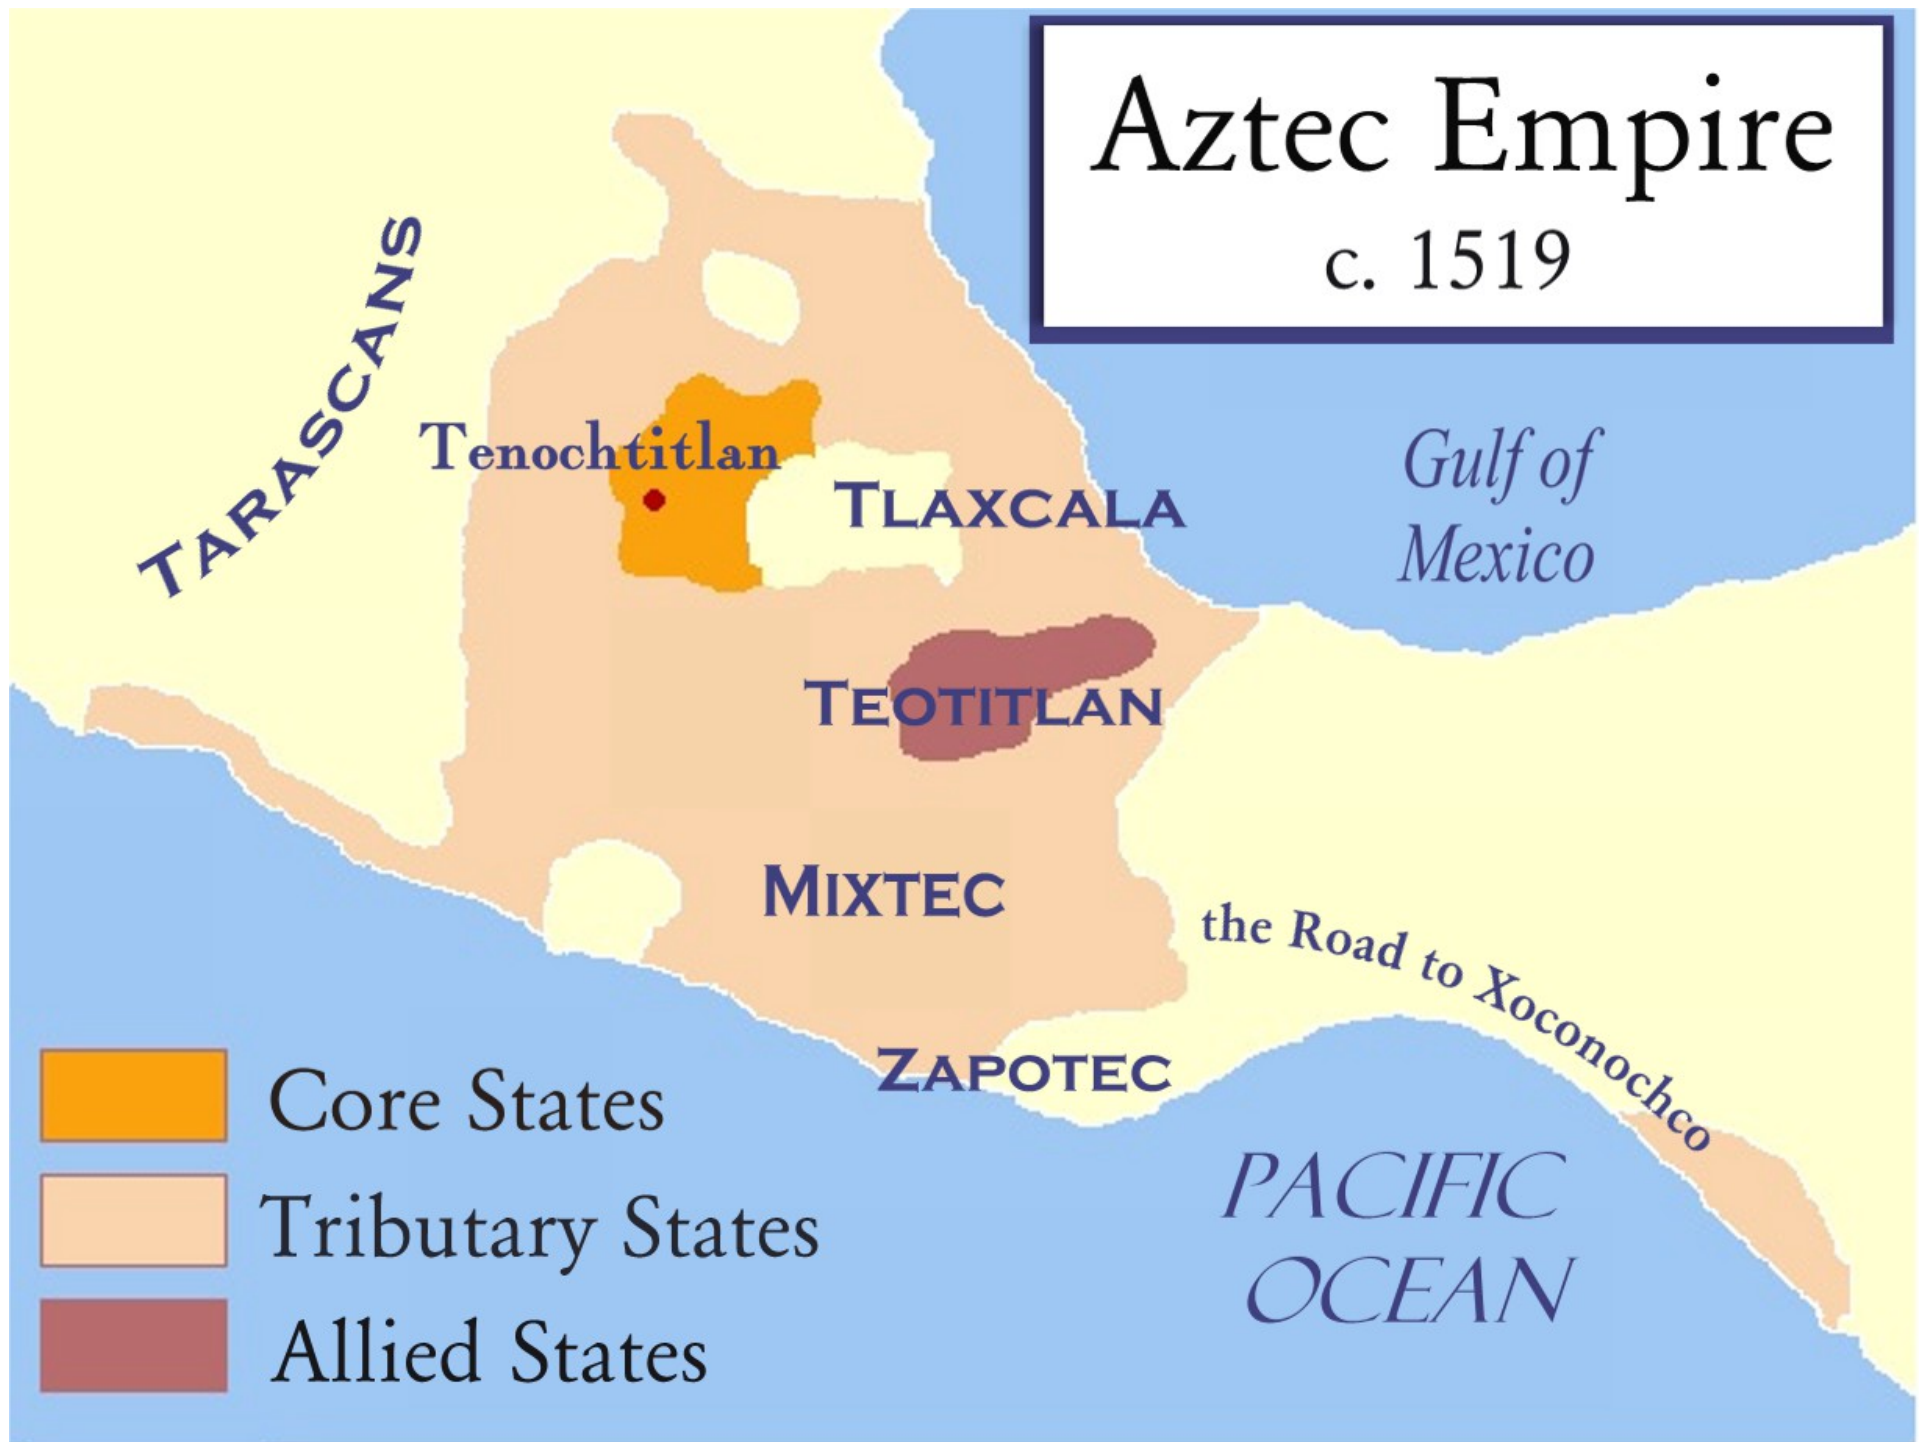 Aztec Empire
c. 1519
TARASCANS
Tenochtitlan
TLAXCALA
Gulf of
Mexico
TEOTITLAN
MIXTEC
the Road to Xoconochco
ZAPOTEC
PACIFIC
OCEAN
Core States
Tributary States
Allied States